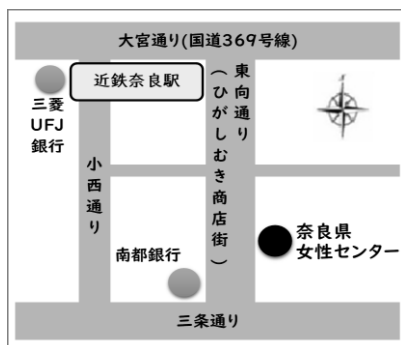 大宮通り(国道369号線)
近鉄奈良駅
三菱
UFJ
銀行
小西通り
東向通り
(ひがしむき商店街)
南都銀行
奈良県
女性センター
三条通り